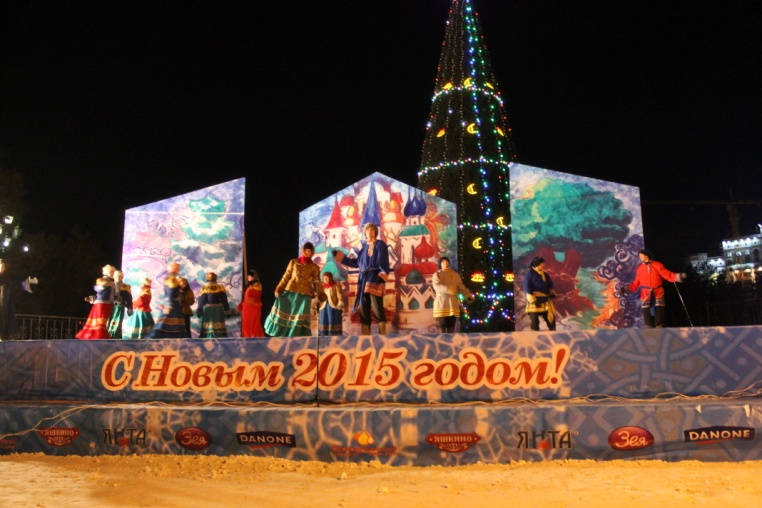 С Новым 2015 годом!
ЯШКИНО ЯНТА Зея DANONE ЯШКИНО ЯНТА Зея DANONE